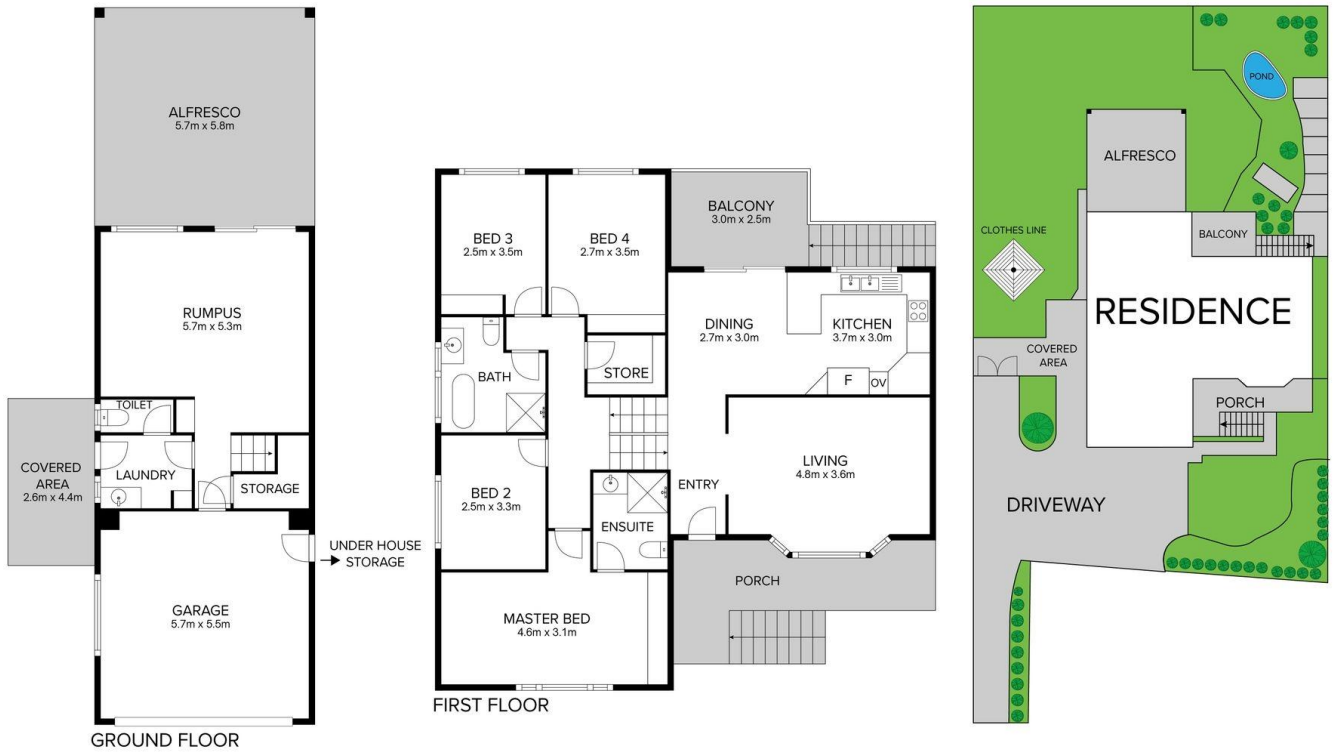 ALFRESCO
5.7m x 5.8m
RUMPUS
5.7m x 5.3m
TOILET
LAUNDRY
COVERED
AREA
2.6m x 4.4m
STORAGE
UNDER HOUSE
STORAGE
GARAGE
5.7m x 5.5m
GROUND FLOOR
BED 3
2.5m x 3.5m
BED 4
2.7m x 3.5m
BALCONY
3.0m x 2.5m
DINING
2.7m x 3.0m
KITCHEN
3.7m x 3.0m
BATH
STORE
F
OV
BED 2
2.5m x 3.3m
ENTRY
LIVING
4.8m x 3.6m
ENSUITE
PORCH
MASTER BED
4.6m x 3.1m
FIRST FLOOR
POND
ALFRESCO
CLOTHES LINE
BALCONY
RESIDENCE
COVERED
AREA
PORCH
DRIVEWAY